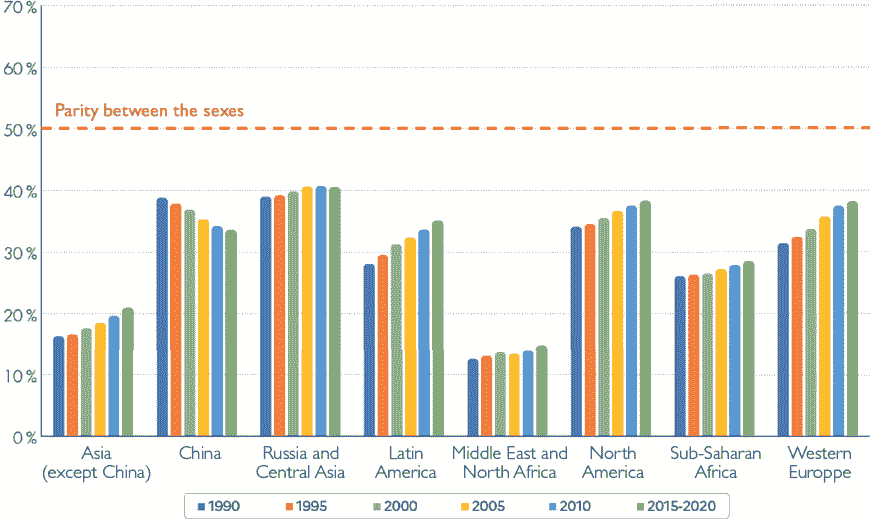 70 %
60 %
Parity between the sexes
50 %
40 %
30 %
20 %
10 %
0 %
Asia China Russia and Latin Middle East and North Sub-Saharan Western
(except China) Central Asia America North Africa America Africa Europpe
1990 1995 2000 2005 2010 2015-2020